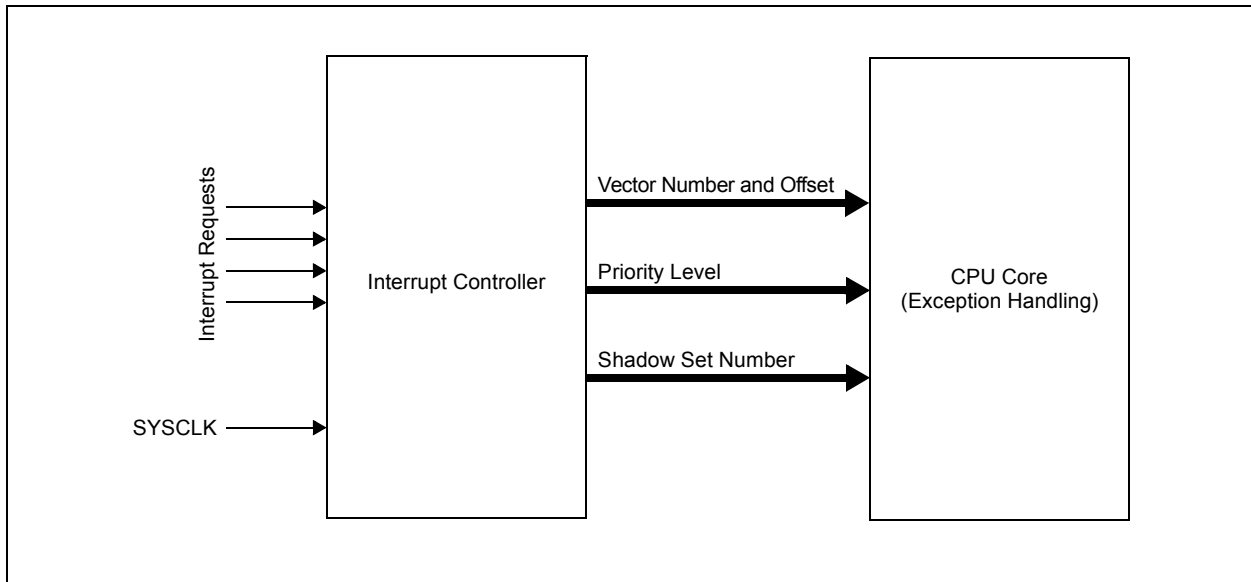 Interrupt Requests
SYSCLK
Interrupt Controller
Vector Number and Offset
Priority Level
Shadow Set Number
CPU Core
(Exception Handling)